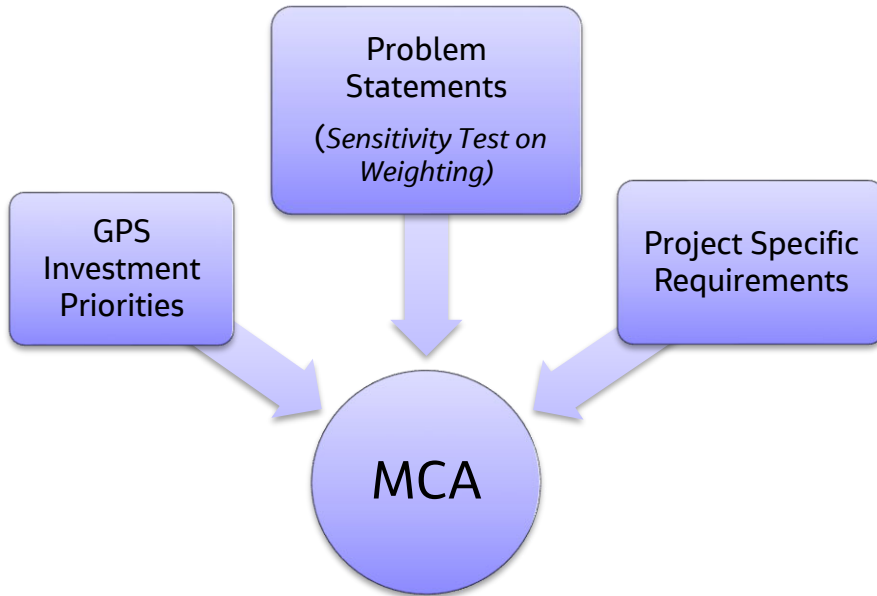 Problem
Statements
(Sensitivity Test on
Weighting)
GPS
Investment
Priorities
Project Specific
Requirements
MCA